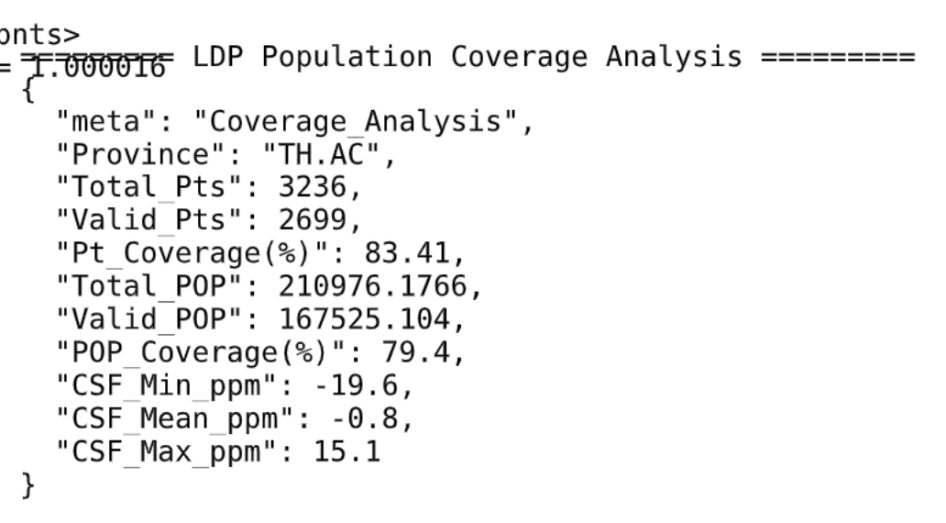 onts>
========= LDP Population Coverage Analysis =========
= 1.000016
{
"meta": "Coverage_Analysis",
"Province": "TH.AC",
"Total_Pts": 3236,
"Valid_Pts": 2699,
"Pt_Coverage(%)": 83.41,
"Total_POP": 210976.1766,
"Valid_POP": 167525.104,
"POP_Coverage(%)": 79.4,
"CSF_Min_ppm": -19.6,
"CSF_Mean_ppm": -0.8,
"CSF_Max_ppm": 15.1
}